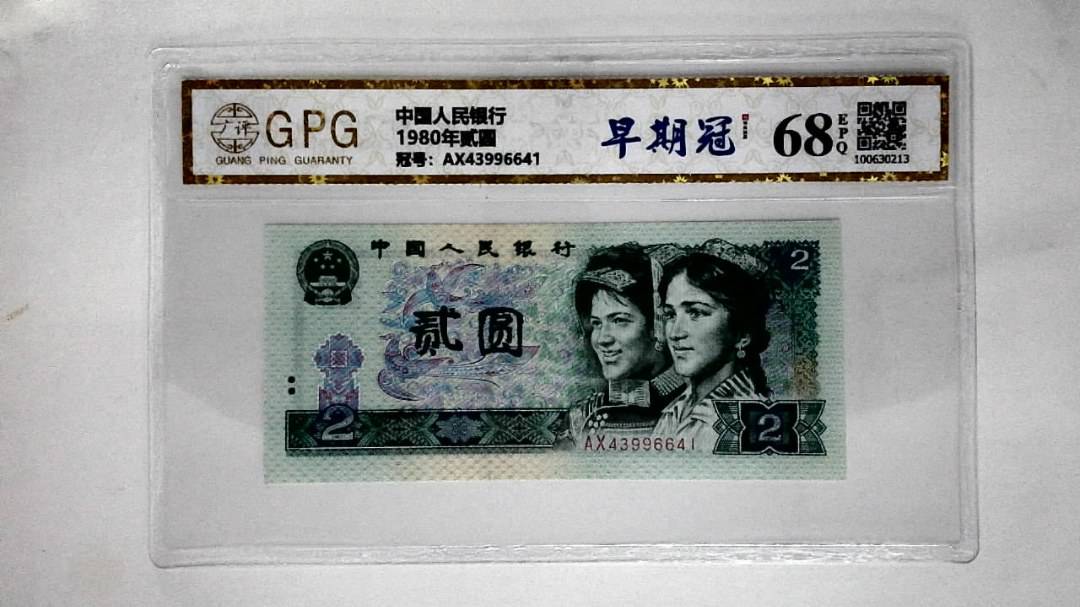 广评
GPG
GUANG PING GUARANTY
中国人民银行
1980年贰圆
冠号：AX43996641
早期冠
68
EPQ
100630213
中国人民银行
2
贰圆
2
AX43996641
2